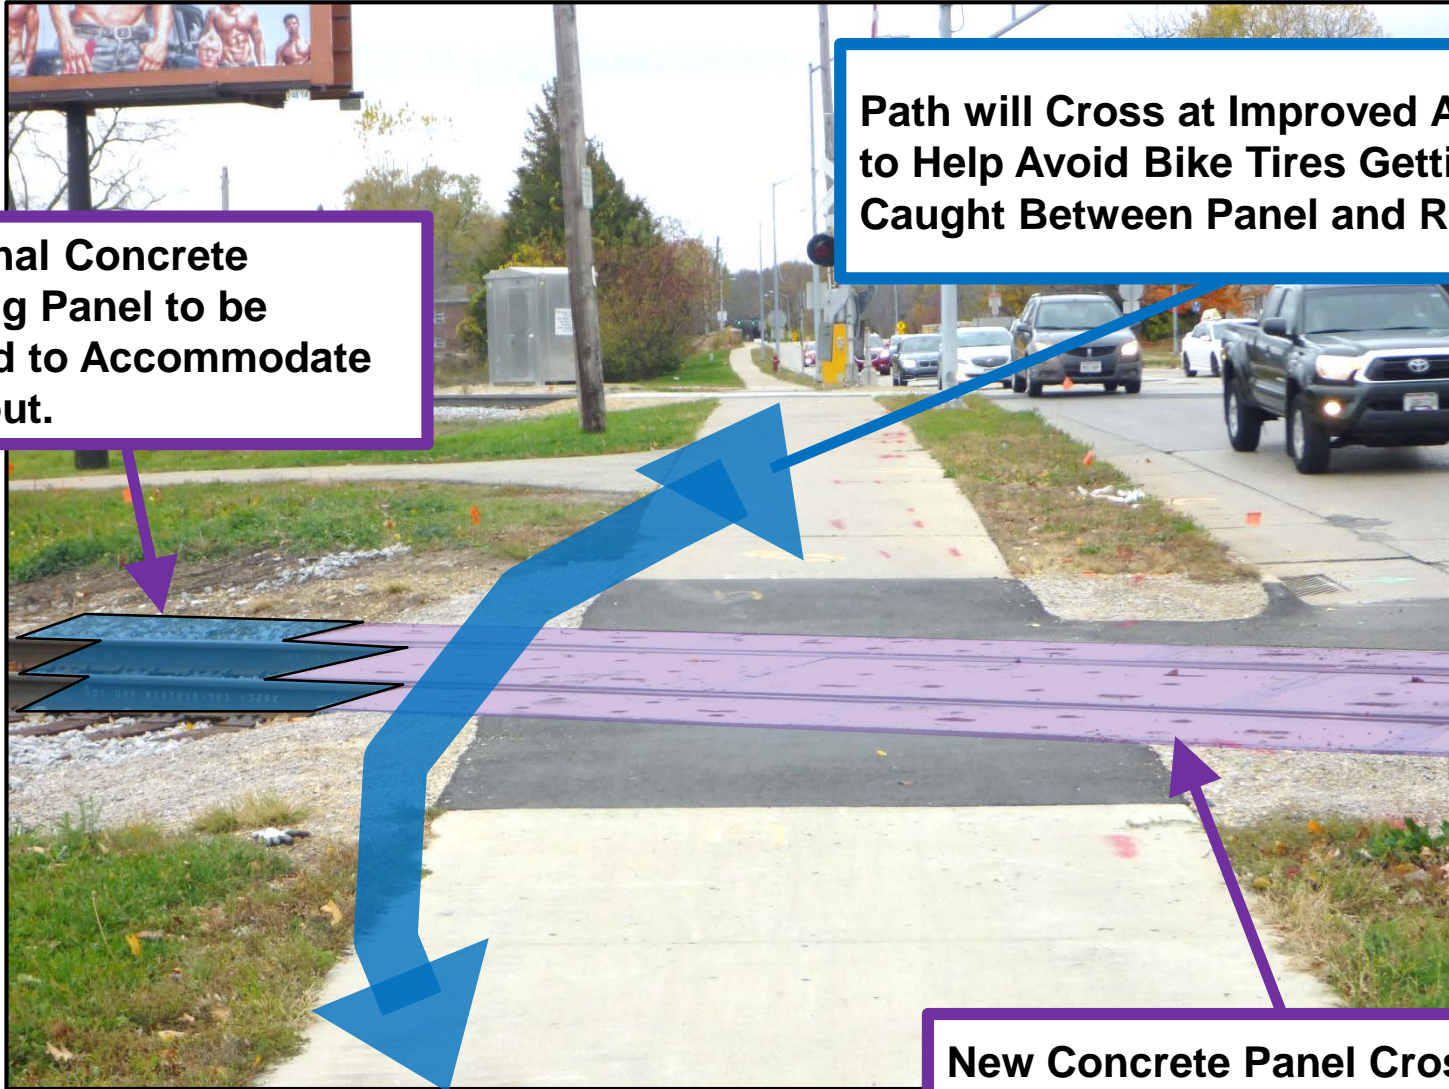 Path will Cross at Improved A
to Help Avoid Bike Tires Getti
Caught Between Panel and R
nal Concrete
g Panel to be
d to Accommodate
out.
New Concrete Panel Cros